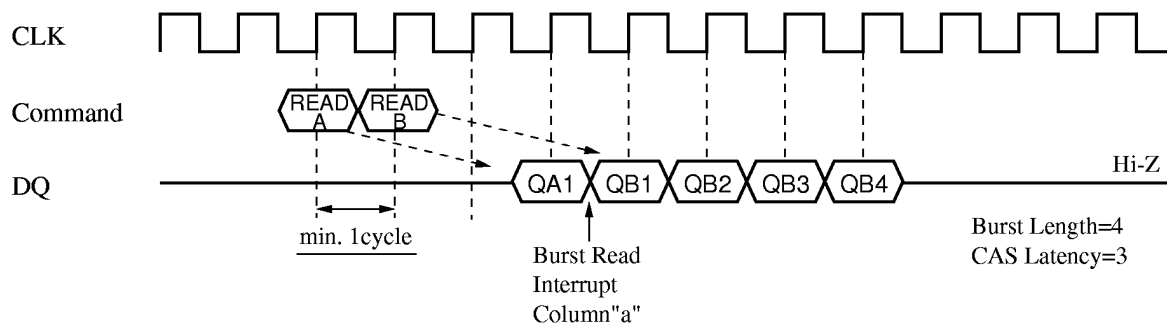 CLK
Command
READ READ
A B
DQ
QA1 QB1 QB2 QB3 QB4
Hi-Z
min. 1cycle
Burst Read
Interrupt
Column"a"
Burst Length=4
CAS Latency=3